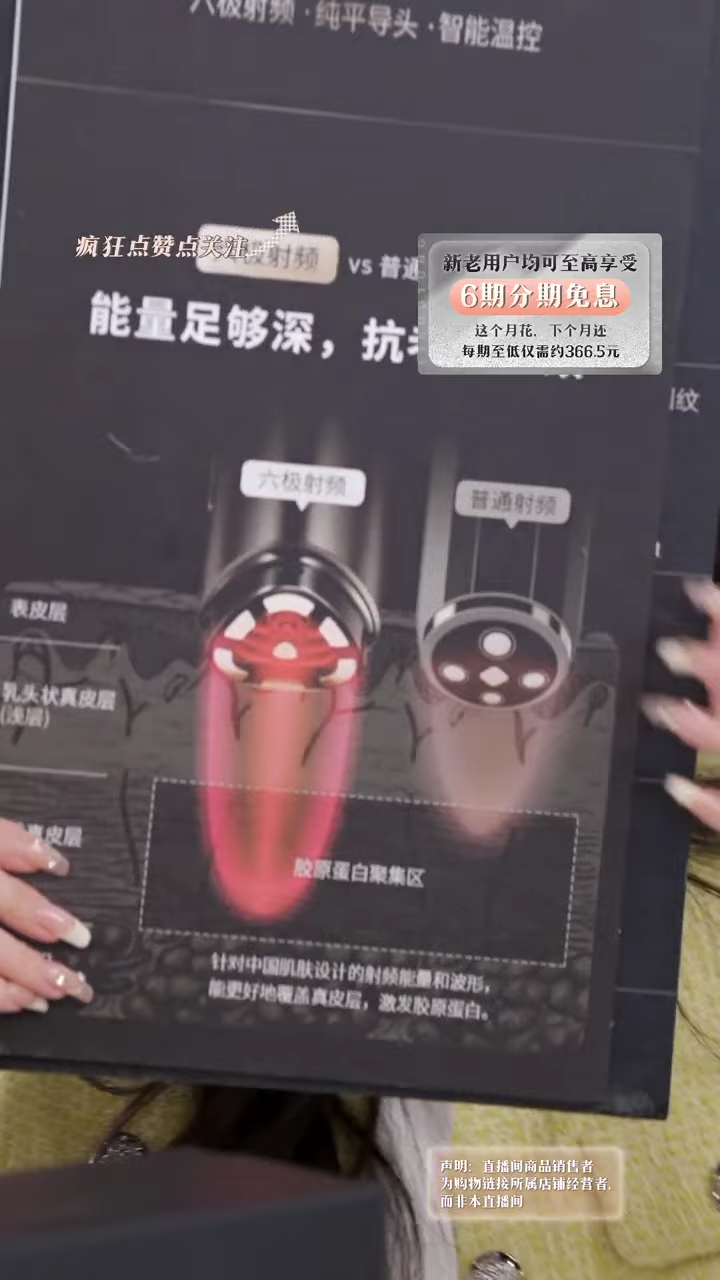 六极射频·纯平导头·智能温控
疯狂点赞点关注
射频 vs 普通
能量足够深，抗
新老用户均可至高享受
6期分期免息
这个月花，下个月还
每期至低仅需约366.5元
纹
六极射频
普通射频
表皮层
乳头状真皮层
(浅层)
真皮层
胶原蛋白聚集区
针对中国肌肤设计的射频能量和波形，
能更好地覆盖真皮层，激发胶原蛋白。
声明：直播间商品销售者
为购物链接所属店铺经营者，
而非本直播间